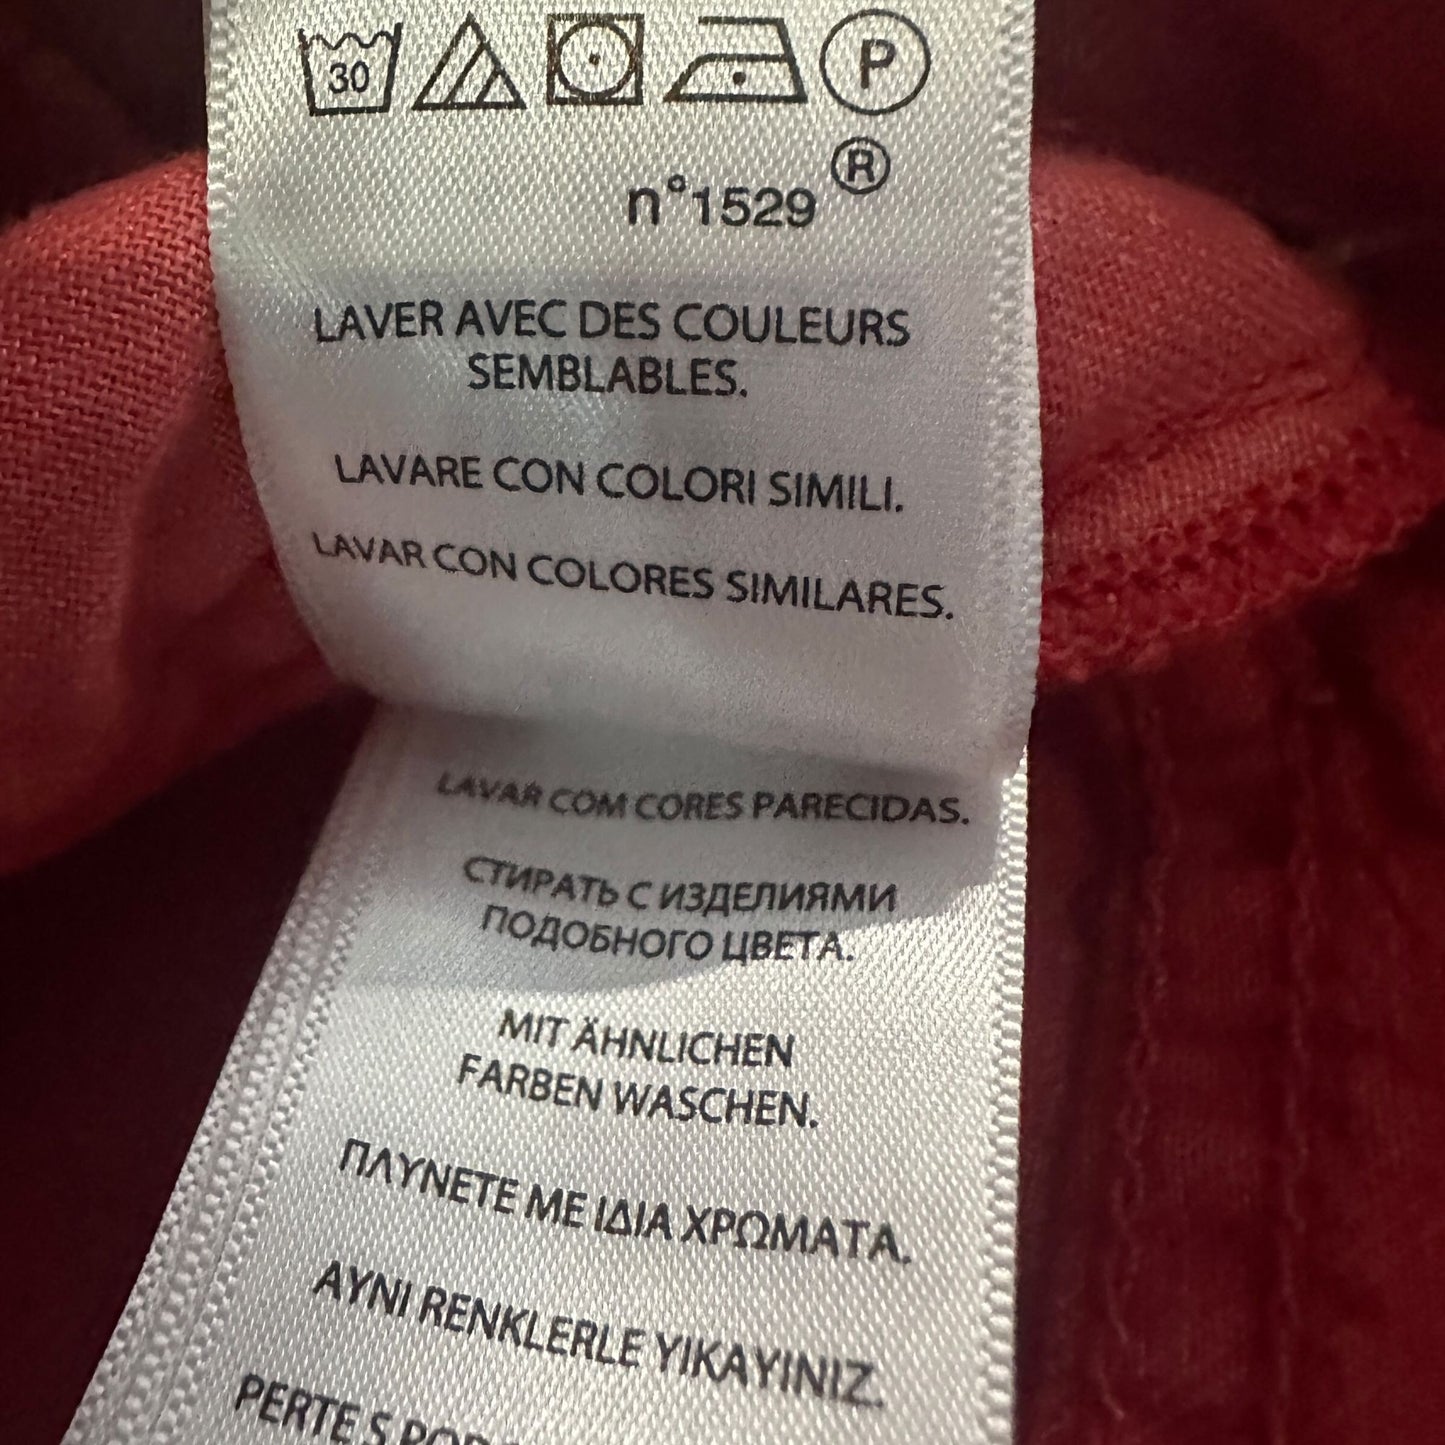 30
P
®
n°1529
LAVER AVEC DES COULEURS
SEMBLABLES.
LAVARE CON COLORI SIMILI.
LAVAR CON COLORES SIMILARES.
LAVAR COM CORES PARECIDAS.
СТИРАТЬ С ИЗДЕЛИЯМИ
ПОДОБНОГО ЦВЕТА.
MIT ÄHNLICHEN
FARBEN WASCHEN.
ΠΛΥΝΕΤΕ ΜΕ ΙΔΙΑ ΧΡΩΜΑΤΑ.
AYNI RENKLERLE YIKAYINIZ.
PERTE S